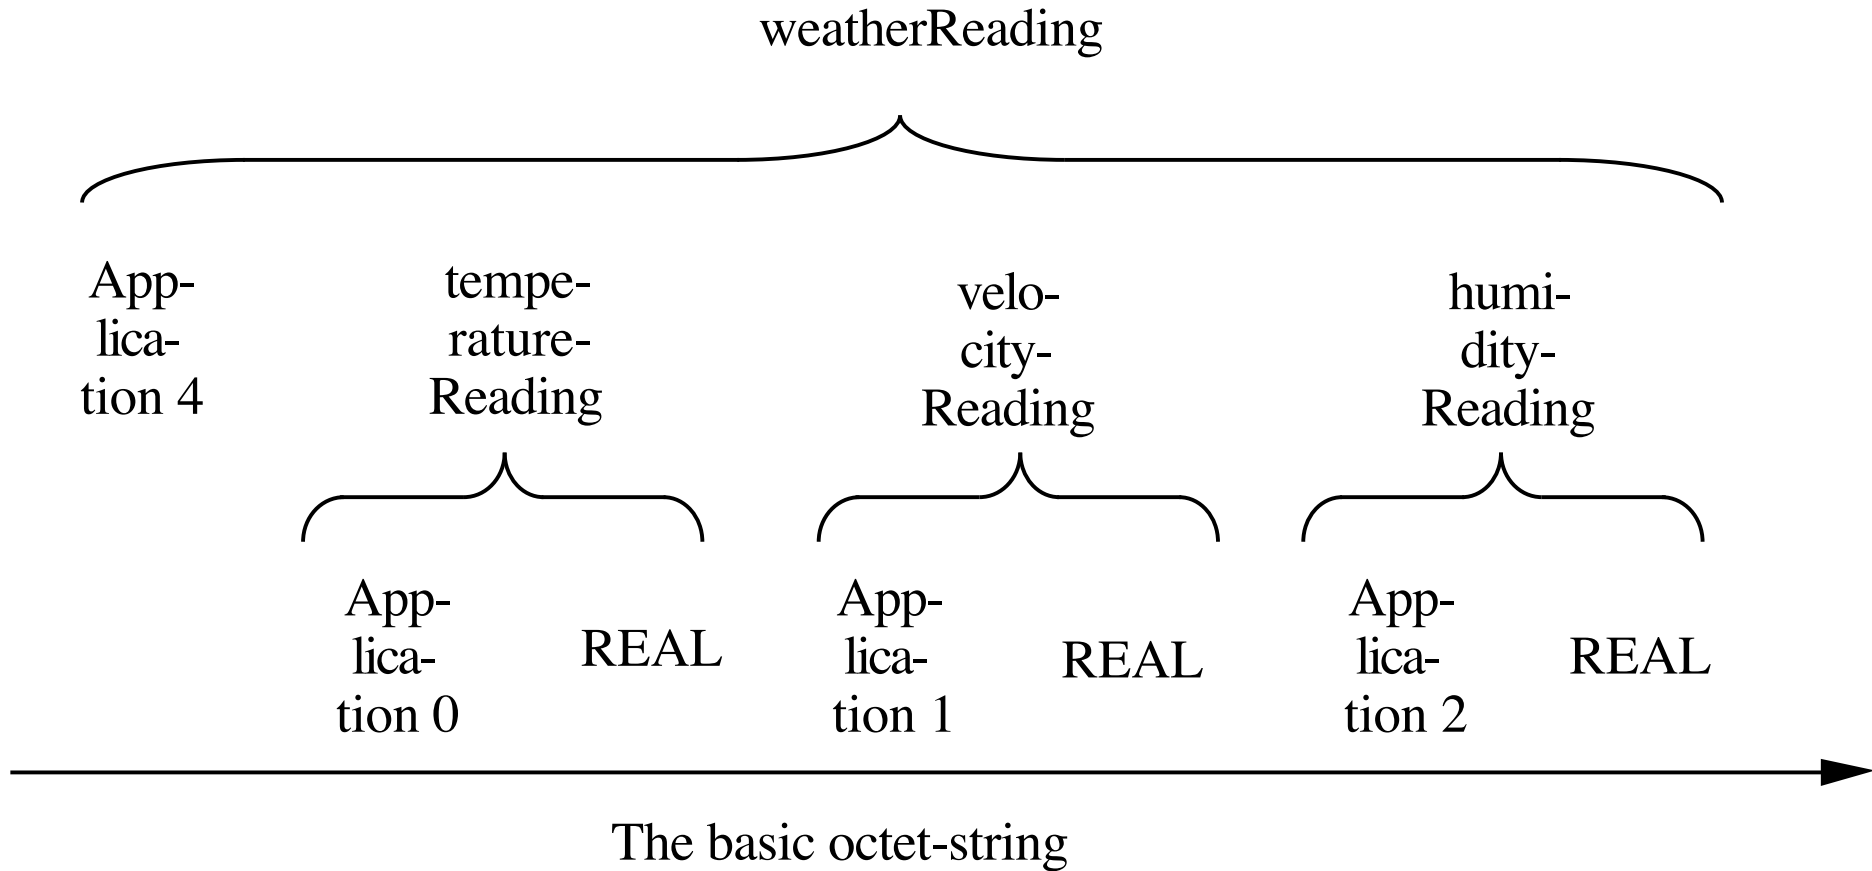 weatherReading
App-
lica-
tion 4
tempe-
rature-
Reading
velo-
city-
Reading
humi-
dity-
Reading
App-
lica-
tion 0
REAL
App-
lica-
tion 1
REAL
App-
lica-
tion 2
REAL
The basic octet-string